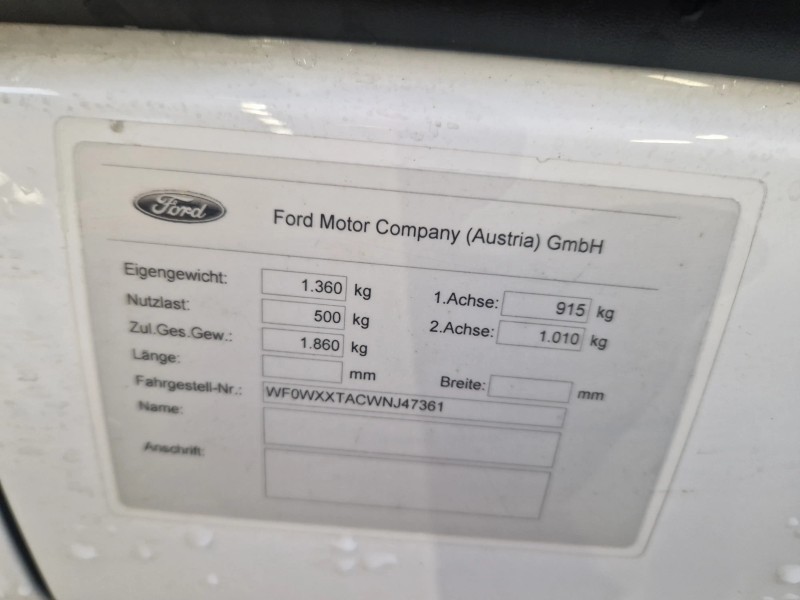 Ford
Ford Motor Company (Austria) GmbH
Eigengewicht: 1.360 kg 1.Achse: 915 kg
Nutzlast: 500 kg 2.Achse: 1.010 kg
Zul.Ges.Gew.: 1.860 kg
Länge: mm Breite: mm
Fahrgestell-Nr.: WF0WXXTACWNJ47361
Name:
Anschrift: